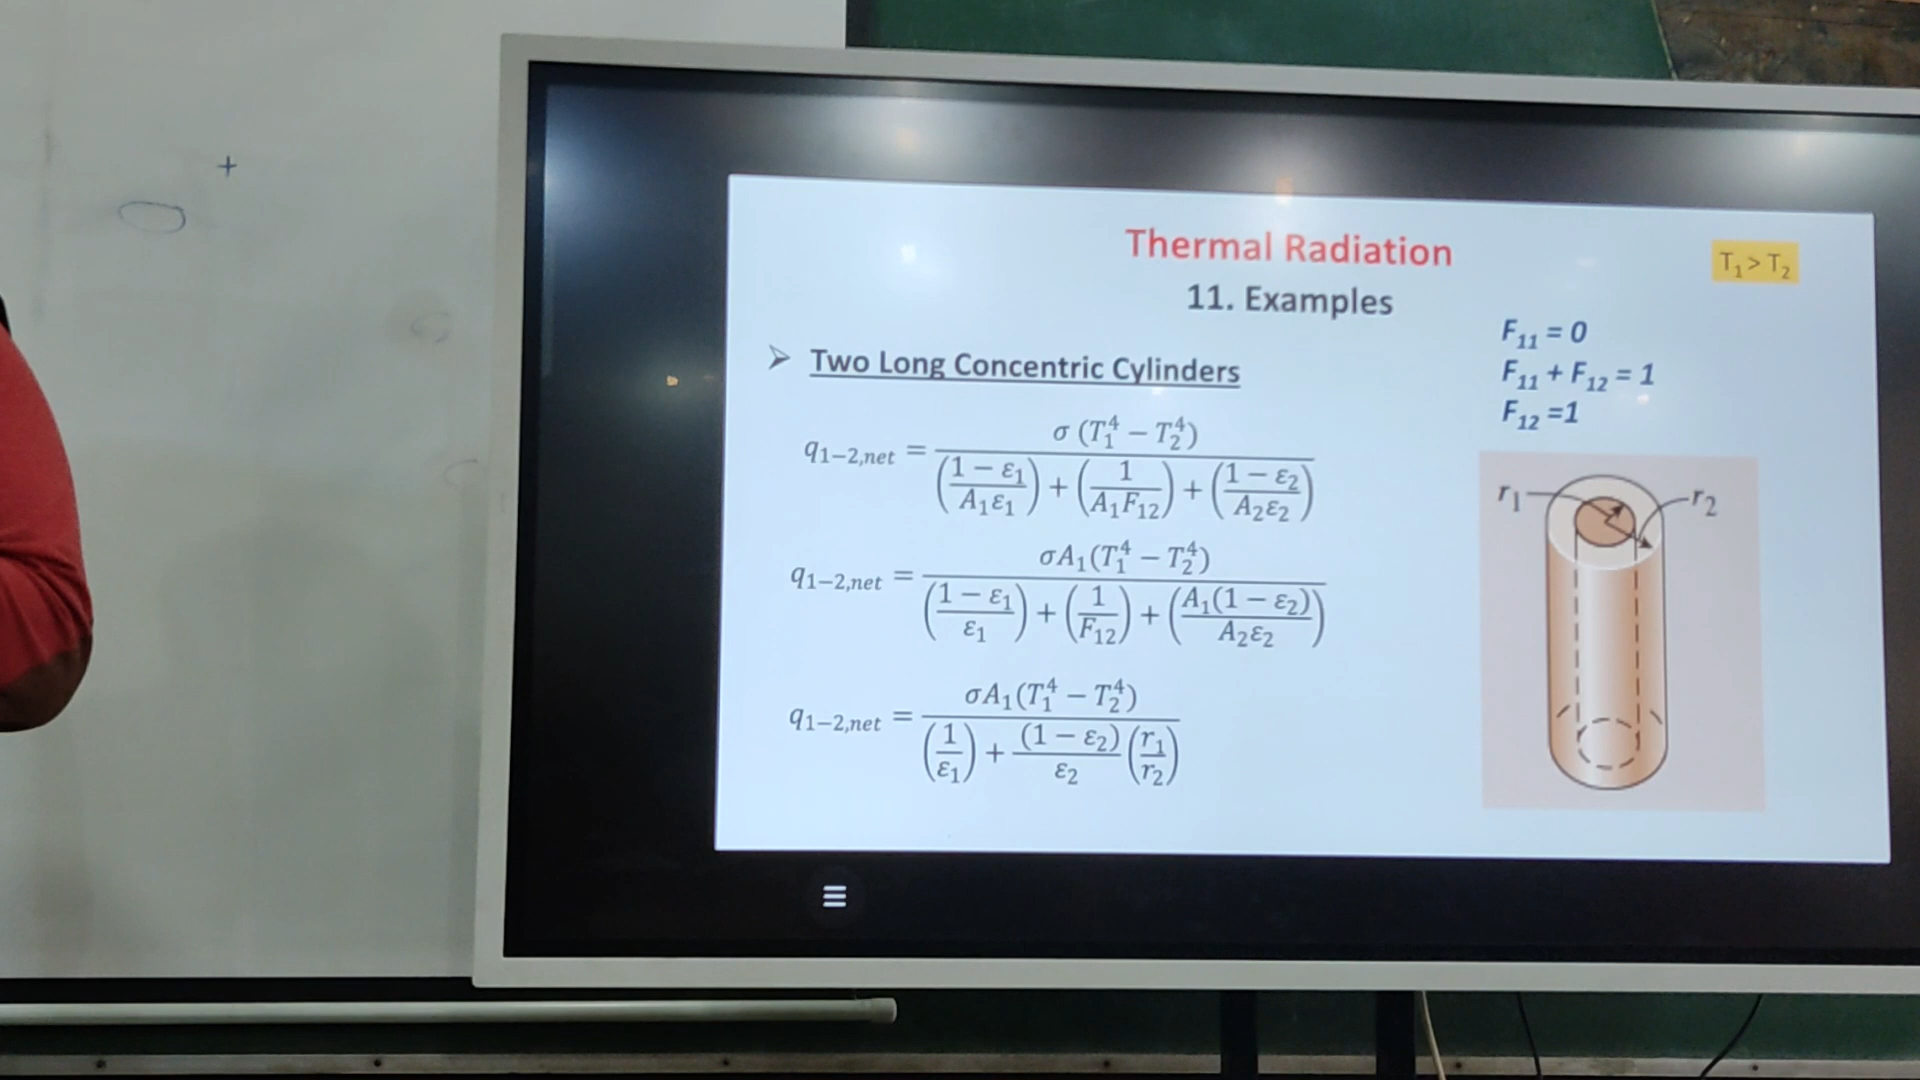 +
Thermal Radiation
T₁ > T₂
11. Examples
F₁₁ = 0
F₁₁ + F₁₂ = 1
F₁₂ =1
➢ Two Long Concentric Cylinders
q₁₋₂,net = σ (T₁⁴ − T₂⁴) / ((1 − ε₁)/(A₁ε₁)) + (1/(A₁F₁₂)) + ((1 − ε₂)/(A₂ε₂))
q₁₋₂,net = σA₁(T₁⁴ − T₂⁴) / ((1 − ε₁)/ε₁) + (1/F₁₂) + (A₁(1 − ε₂)/(A₂ε₂))
q₁₋₂,net = σA₁(T₁⁴ − T₂⁴) / (1/ε₁) + (1 − ε₂)/ε₂ (r₁/r₂)
r₁
r₂